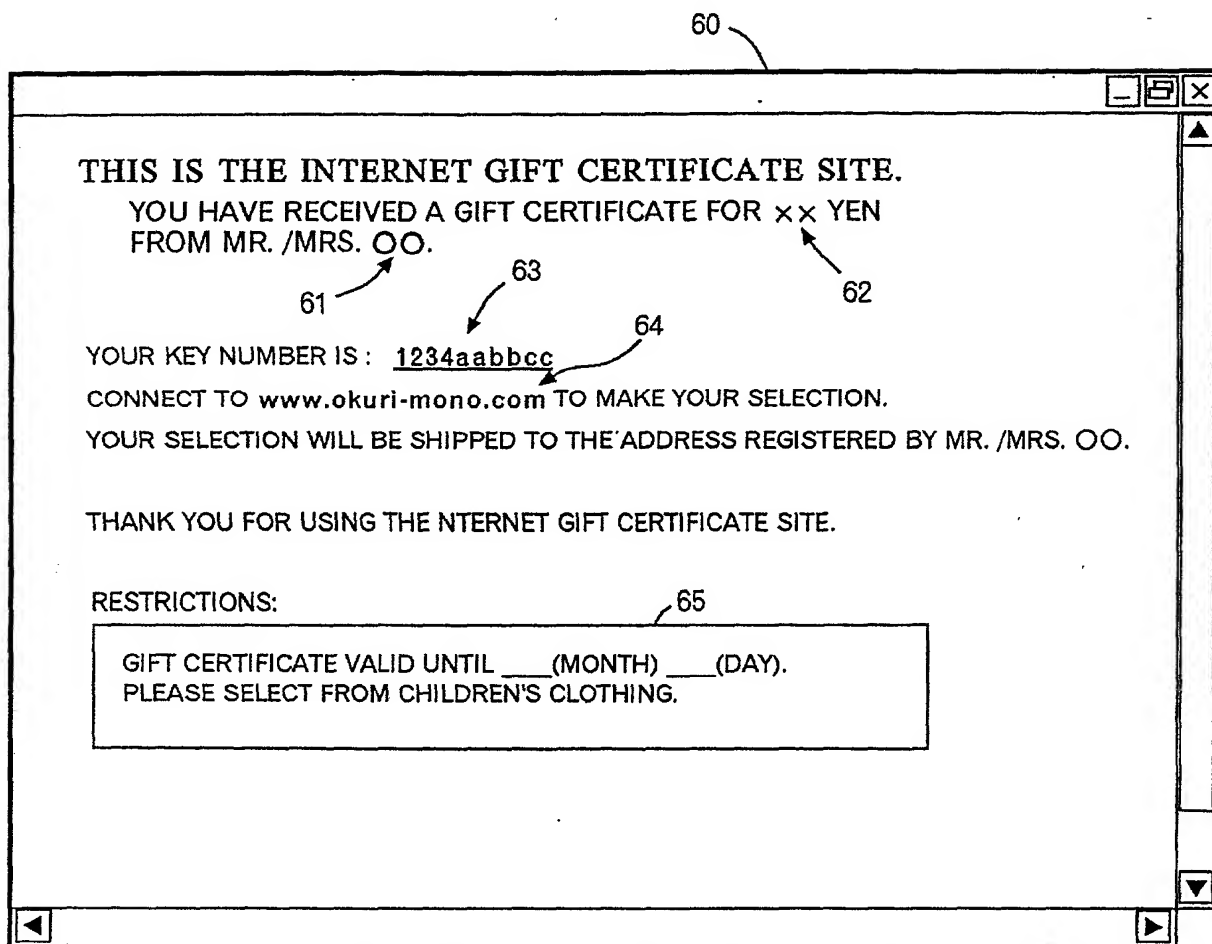 60
THIS IS THE INTERNET GIFT CERTIFICATE SITE.
YOU HAVE RECEIVED A GIFT CERTIFICATE FOR ×× YEN
FROM MR. /MRS. ○○.
61
62
63
64
YOUR KEY NUMBER IS : 1234aabbcc
CONNECT TO www.okuri-mono.com TO MAKE YOUR SELECTION.
YOUR SELECTION WILL BE SHIPPED TO THE ADDRESS REGISTERED BY MR. /MRS. ○○.
THANK YOU FOR USING THE NTERNET GIFT CERTIFICATE SITE.
RESTRICTIONS:
65
GIFT CERTIFICATE VALID UNTIL ___(MONTH) ___(DAY).
PLEASE SELECT FROM CHILDREN'S CLOTHING.